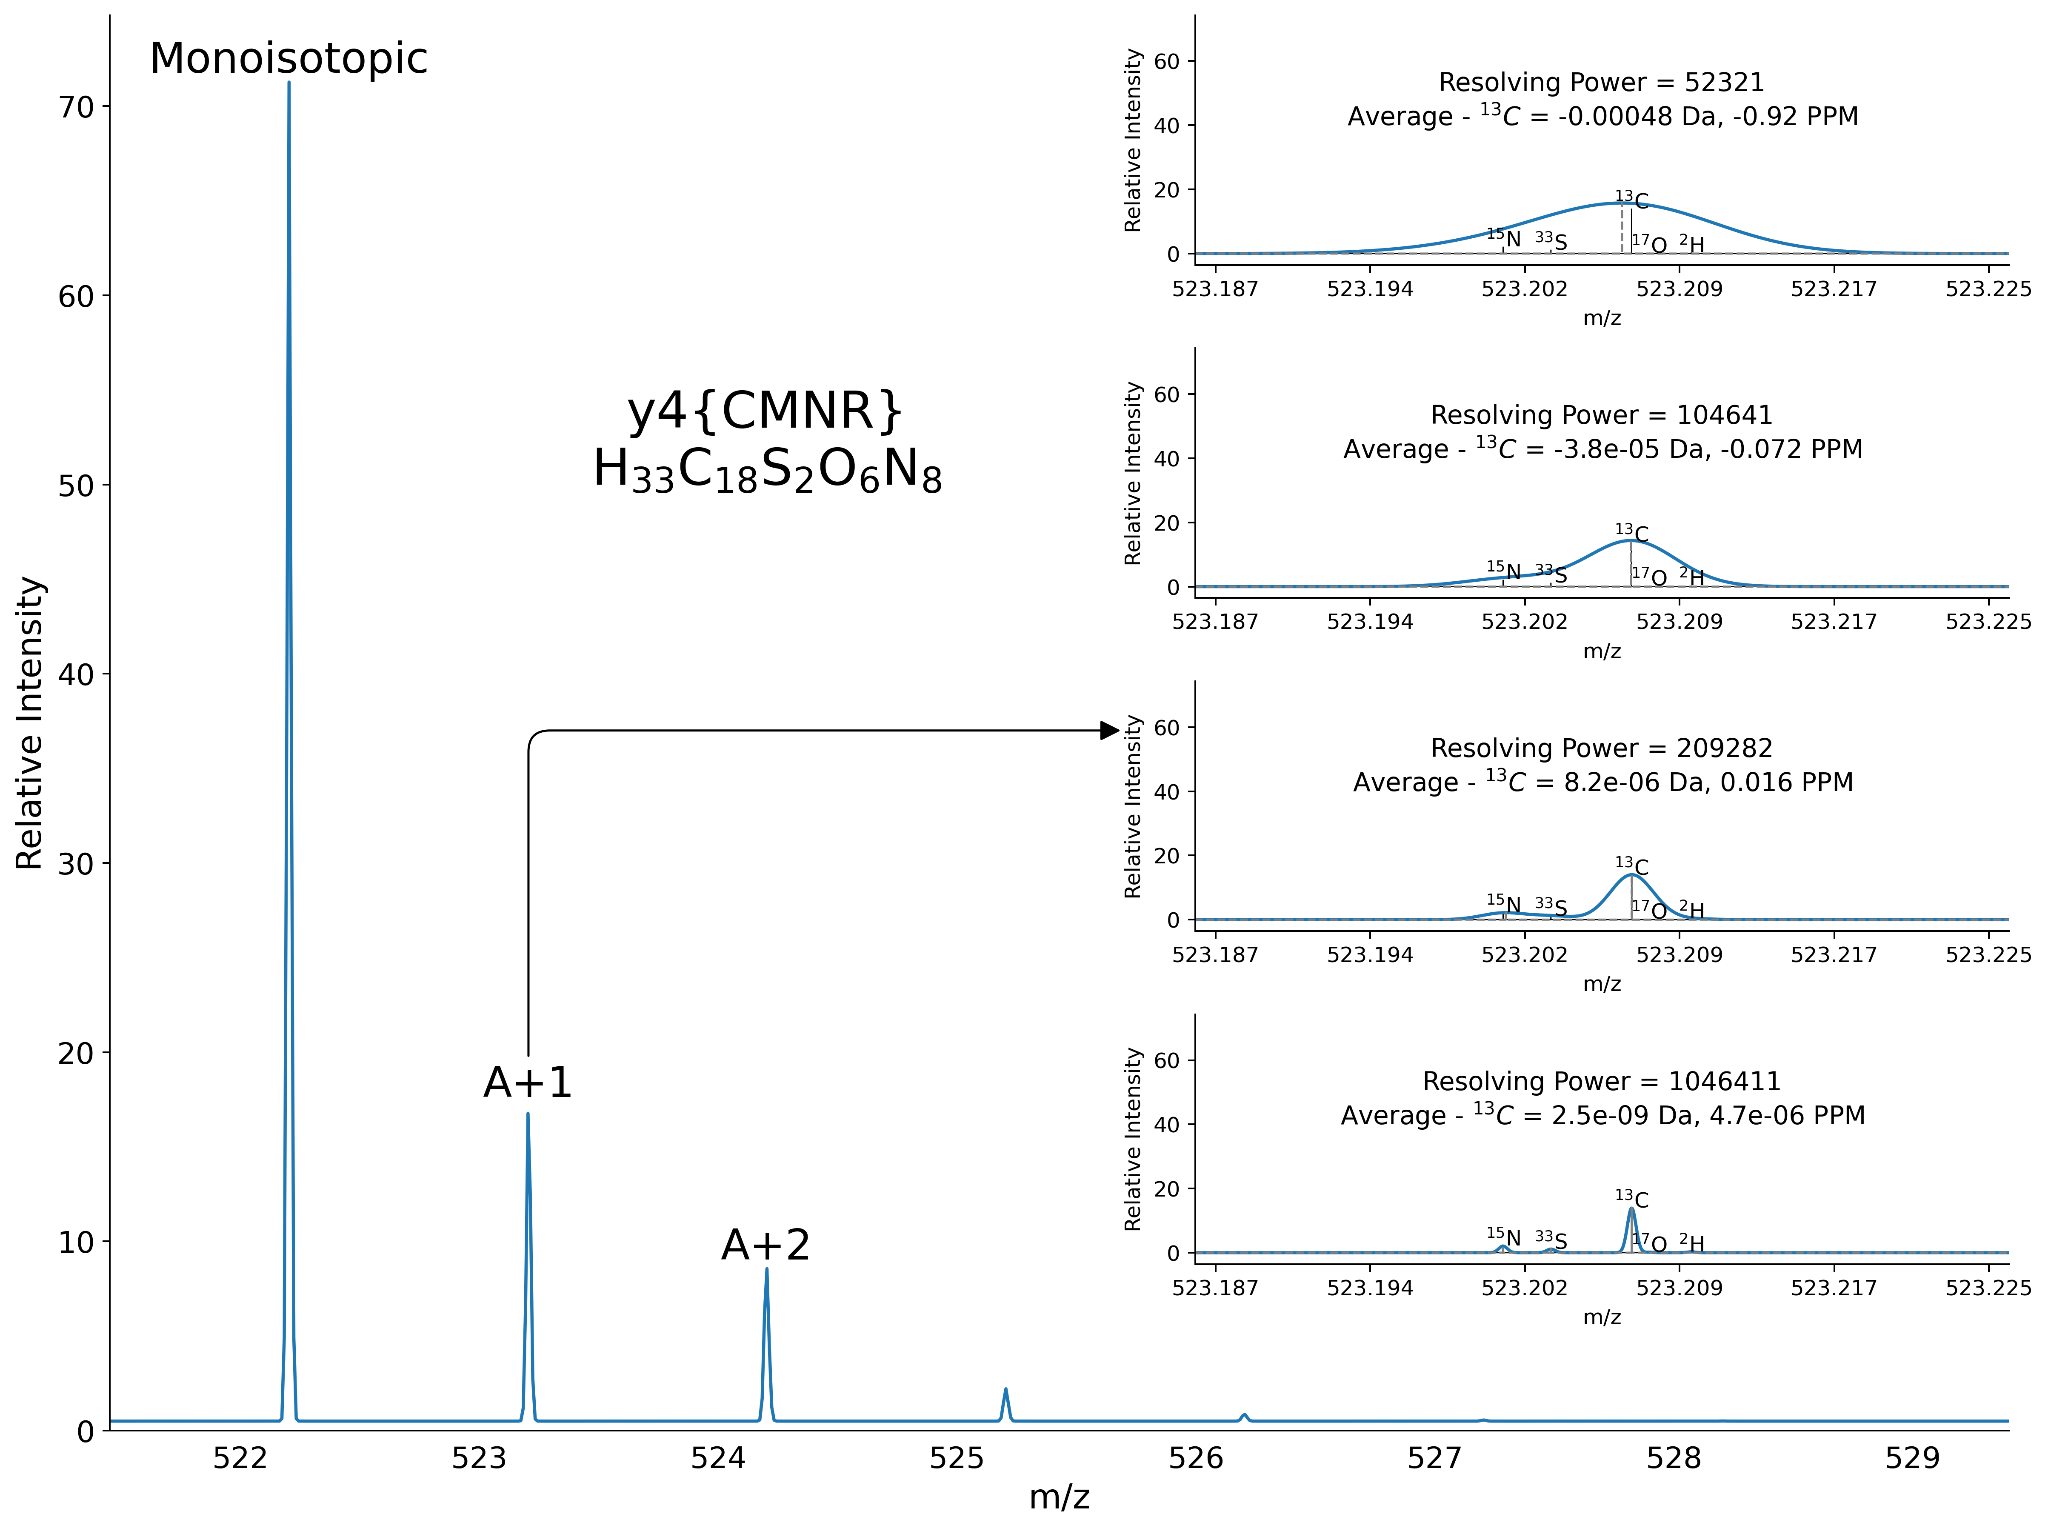 Monoisotopic
y4{CMNR}
H₃₃C₁₈S₂O₆N₈
A+1
A+2
Relative Intensity
0
10
20
30
40
50
60
70
522
523
524
525
526
527
528
529
m/z
Resolving Power = 52321
Average - ¹³C = -0.00048 Da, -0.92 PPM
¹³C
¹⁵N ³³S ¹⁷O ²H
Relative Intensity
60
40
20
0
523.187 523.194 523.202 523.209 523.217 523.225
m/z
Resolving Power = 104641
Average - ¹³C = -3.8e-05 Da, -0.072 PPM
¹³C
¹⁵N ³³S ¹⁷O ²H
Relative Intensity
60
40
20
0
523.187 523.194 523.202 523.209 523.217 523.225
m/z
Resolving Power = 209282
Average - ¹³C = 8.2e-06 Da, 0.016 PPM
¹³C
¹⁵N ³³S ¹⁷O ²H
Relative Intensity
60
40
20
0
523.187 523.194 523.202 523.209 523.217 523.225
m/z
Resolving Power = 1046411
Average - ¹³C = 2.5e-09 Da, 4.7e-06 PPM
¹³C
¹⁵N ³³S ¹⁷O ²H
Relative Intensity
60
40
20
0
523.187 523.194 523.202 523.209 523.217 523.225
m/z